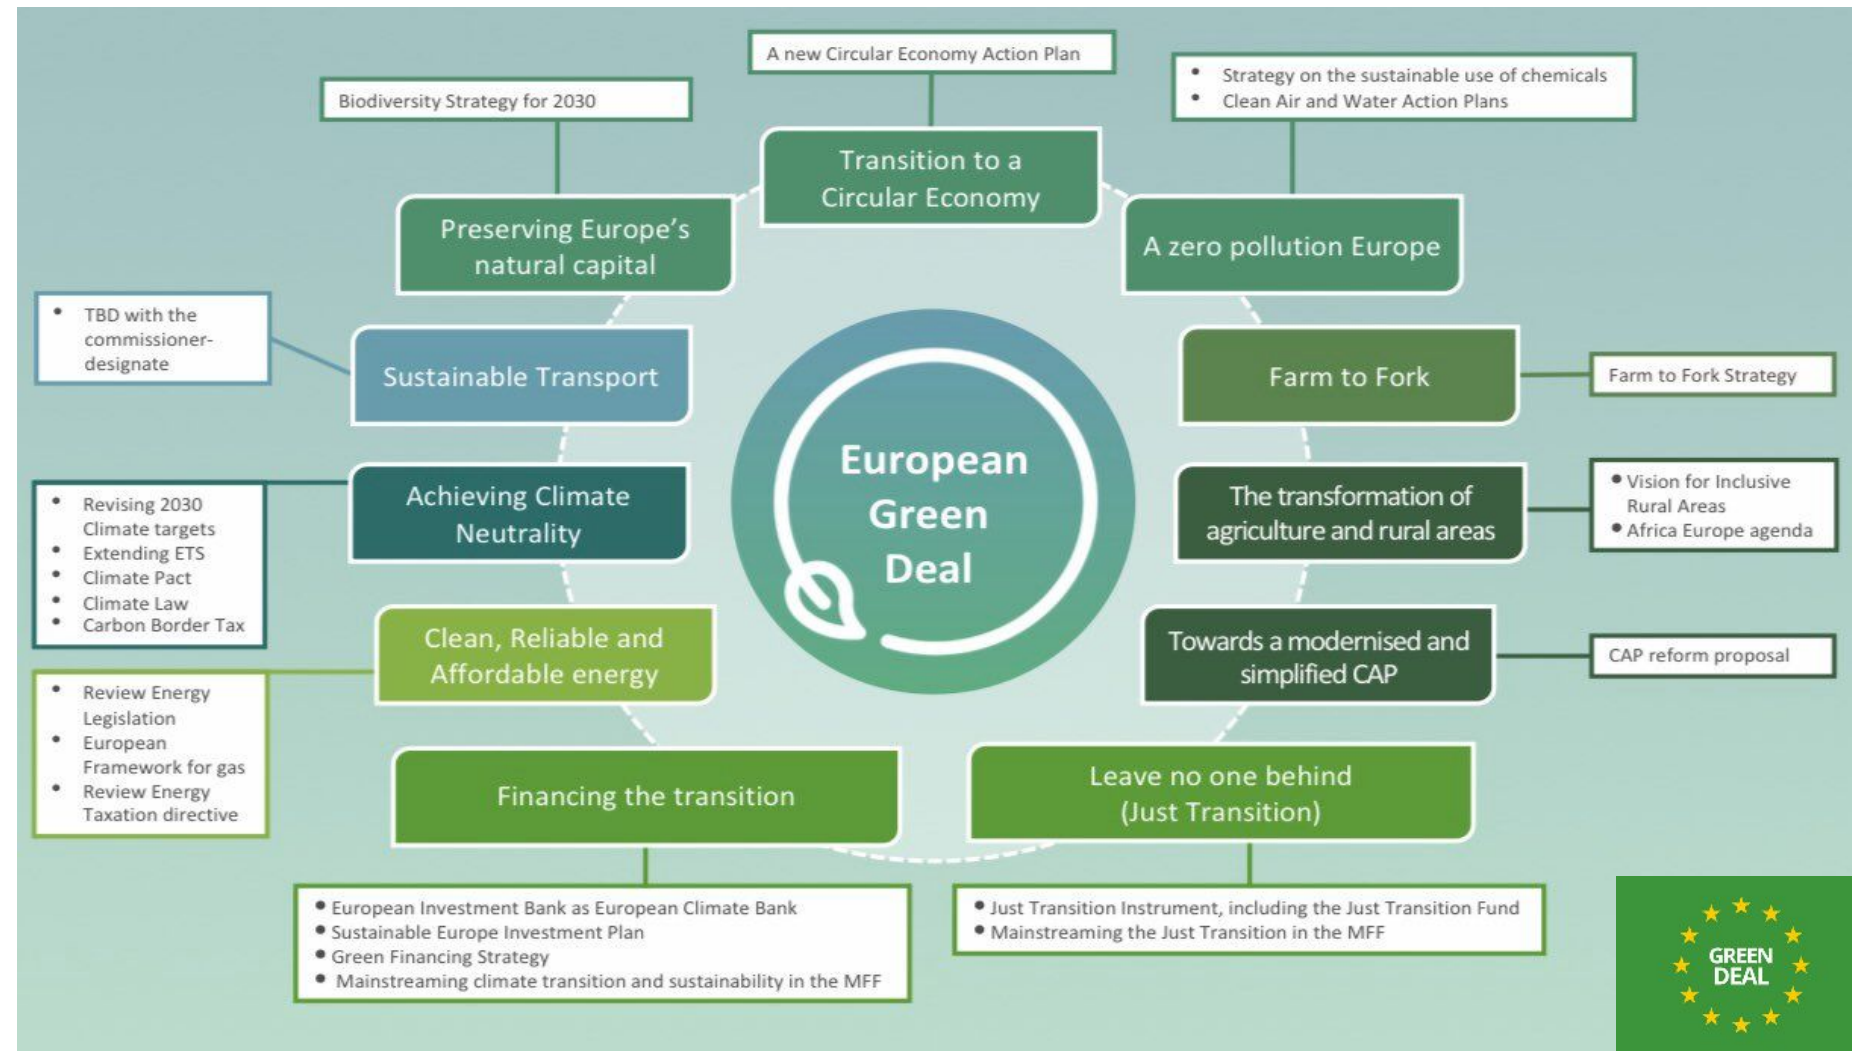 A new Circular Economy Action Plan
Biodiversity Strategy for 2030
• Strategy on the sustainable use of chemicals
• Clean Air and Water Action Plans
Transition to a
Circular Economy
Preserving Europe's
natural capital
A zero pollution Europe
• TBD with the
commissioner-
designate
Sustainable Transport
Farm to Fork
Farm to Fork Strategy
European
Green
Deal
Achieving Climate
Neutrality
• Revising 2030
Climate targets
• Extending ETS
• Climate Pact
• Climate Law
• Carbon Border Tax
The transformation of
agriculture and rural areas
• Vision for Inclusive
Rural Areas
• Africa Europe agenda
Clean, Reliable and
Affordable energy
• Review Energy
Legislation
• European
Framework for gas
• Review Energy
Taxation directive
Towards a modernised and
simplified CAP
CAP reform proposal
Financing the transition
• European Investment Bank as European Climate Bank
• Sustainable Europe Investment Plan
• Green Financing Strategy
• Mainstreaming climate transition and sustainability in the MFF
Leave no one behind
(Just Transition)
• Just Transition Instrument, including the Just Transition Fund
• Mainstreaming the Just Transition in the MFF
GREEN
DEAL